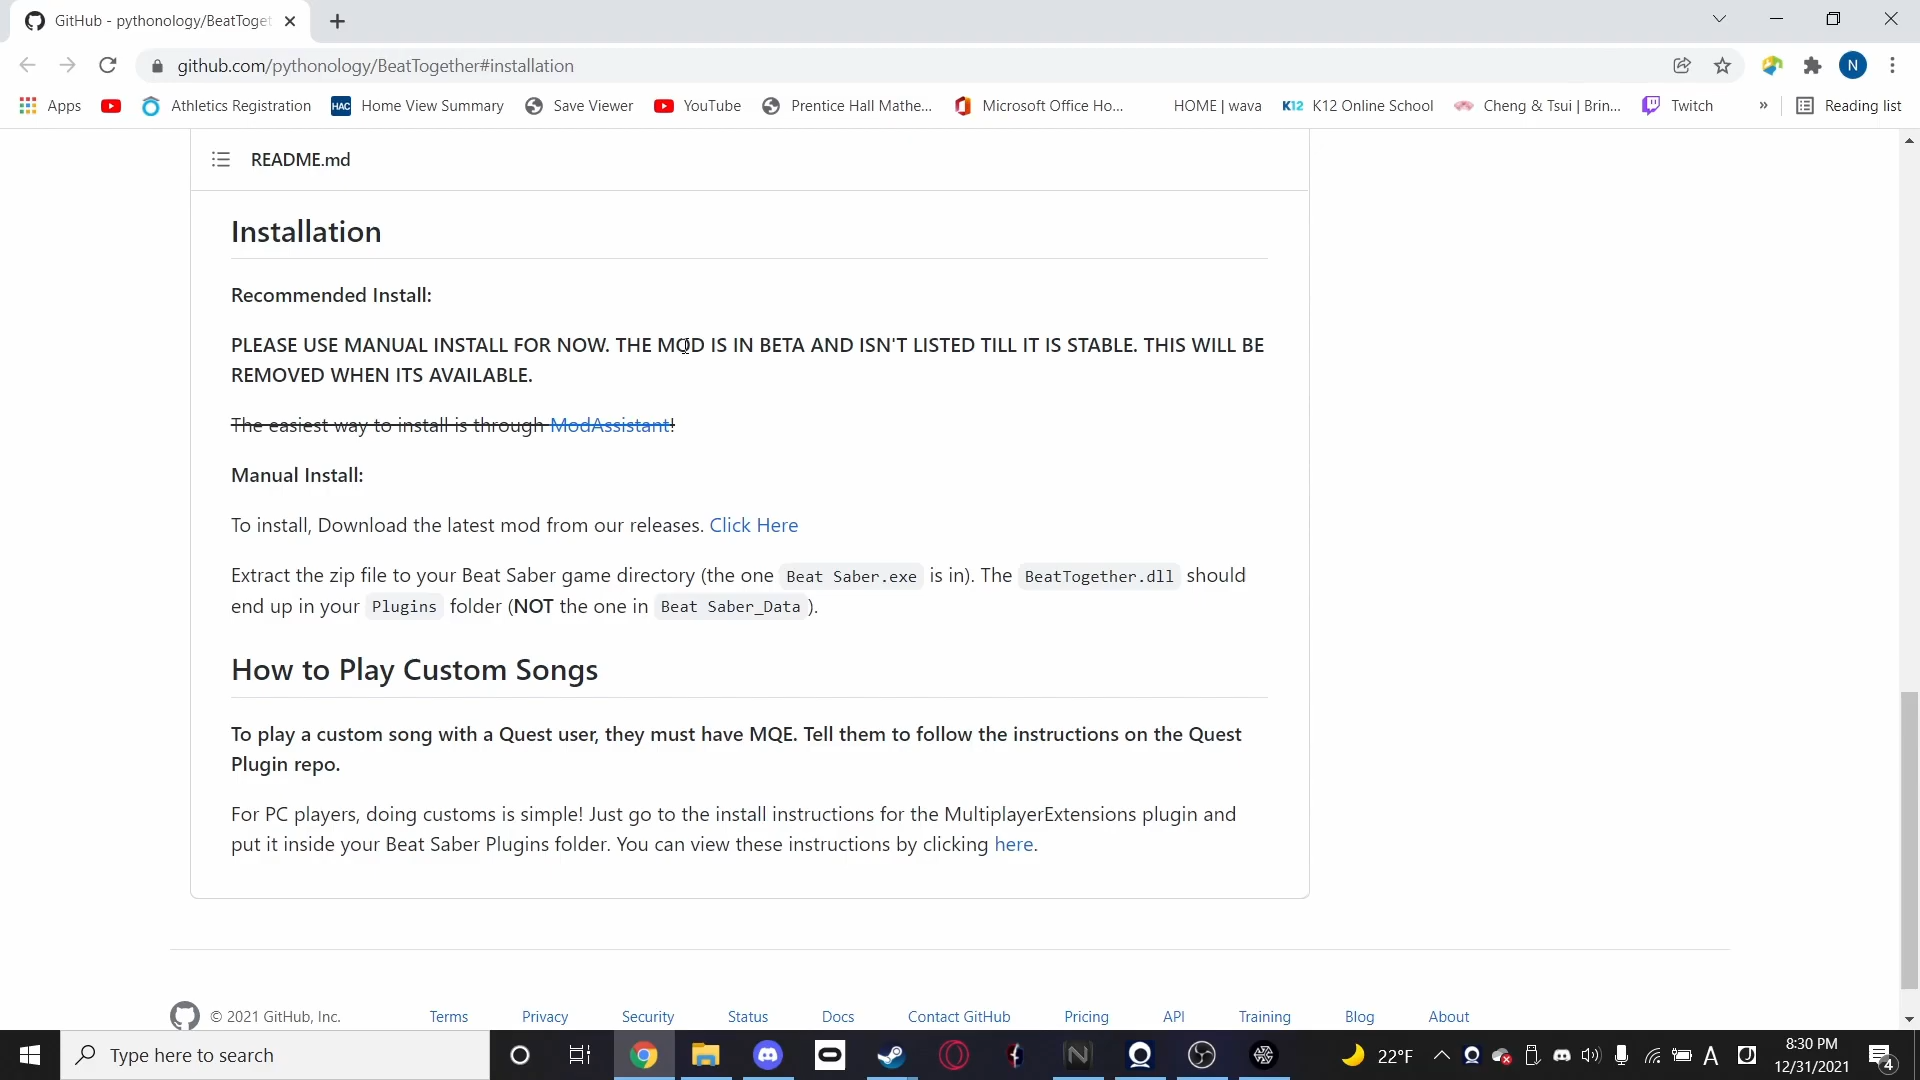 GitHub - pythonology/BeatToget
github.com/pythonology/BeatTogether#installation
N
Apps
Athletics Registration
HAC
Home View Summary
Save Viewer
YouTube
Prentice Hall Mathe...
Microsoft Office Ho...
HOME | wava
K12
K12 Online School
Cheng & Tsui | Brin...
Twitch
»
Reading list
README.md
Installation
Recommended Install:
PLEASE USE MANUAL INSTALL FOR NOW. THE MOD IS IN BETA AND ISN'T LISTED TILL IT IS STABLE. THIS WILL BE
REMOVED WHEN ITS AVAILABLE.
The easiest way to install is through ModAssistant!
Manual Install:
To install, Download the latest mod from our releases. Click Here
Extract the zip file to your Beat Saber game directory (the one Beat Saber.exe is in). The BeatTogether.dll should
end up in your Plugins folder (NOT the one in Beat Saber_Data ).
How to Play Custom Songs
To play a custom song with a Quest user, they must have MQE. Tell them to follow the instructions on the Quest
Plugin repo.
For PC players, doing customs is simple! Just go to the install instructions for the MultiplayerExtensions plugin and
put it inside your Beat Saber Plugins folder. You can view these instructions by clicking here.
© 2021 GitHub, Inc.
Terms
Privacy
Security
Status
Docs
Contact GitHub
Pricing
API
Training
Blog
About
Type here to search
22°F
A
8:30 PM
12/31/2021
4